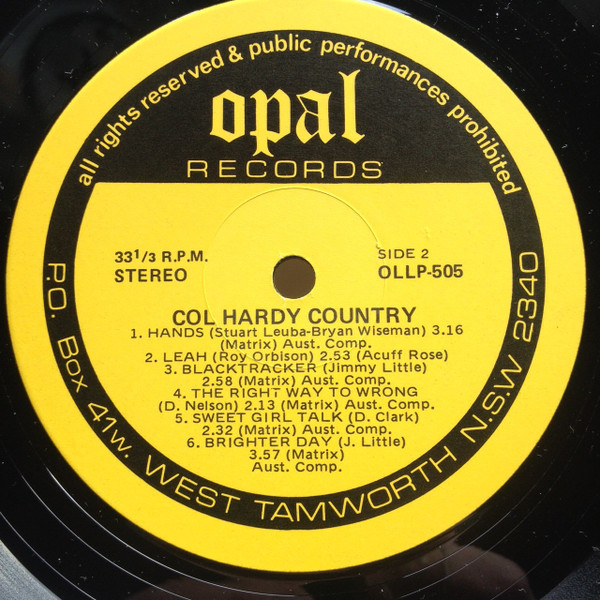 all rights reserved & public performances prohibited
opal
RECORDS
33 1/3 R.P.M.
STEREO
SIDE 2
OLLP-505
COL HARDY COUNTRY
1. HANDS (Stuart Leuba-Bryan Wiseman) 3.16
(Matrix) Aust. Comp.
2. LEAH (Roy Orbison) 2.53 (Acuff Rose)
3. BLACKTRACKER (Jimmy Little)
2.58 (Matrix) Aust. Comp.
4. THE RIGHT WAY TO WRONG
(D. Nelson) 2.13 (Matrix) Aust. Comp.
5. SWEET GIRL TALK (D. Clark)
2.32 (Matrix) Aust. Comp.
6. BRIGHTER DAY (J. Little)
3.57 (Matrix)
Aust. Comp.
P.O. Box 41w. WEST TAMWORTH N.S.W 2340